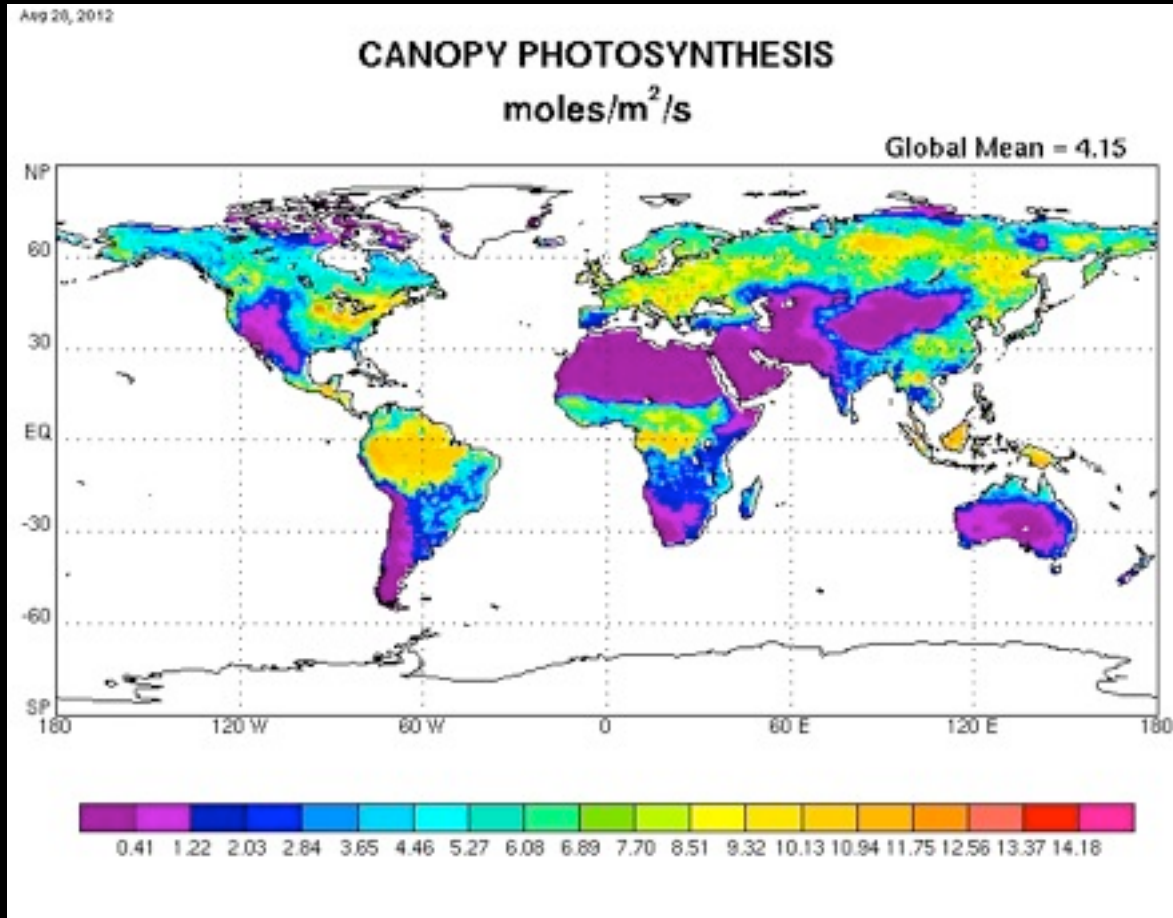 Aug 28, 2012
CANOPY PHOTOSYNTHESIS
moles/m²/s
Global Mean = 4.15
NP
60
30
EQ
-30
-60
SP
180 120 W 60 W 0 60 E 120 E 180
0.41 1.22 2.03 2.84 3.65 4.46 5.27 6.08 6.89 7.70 8.51 9.32 10.13 10.94 11.75 12.56 13.37 14.18